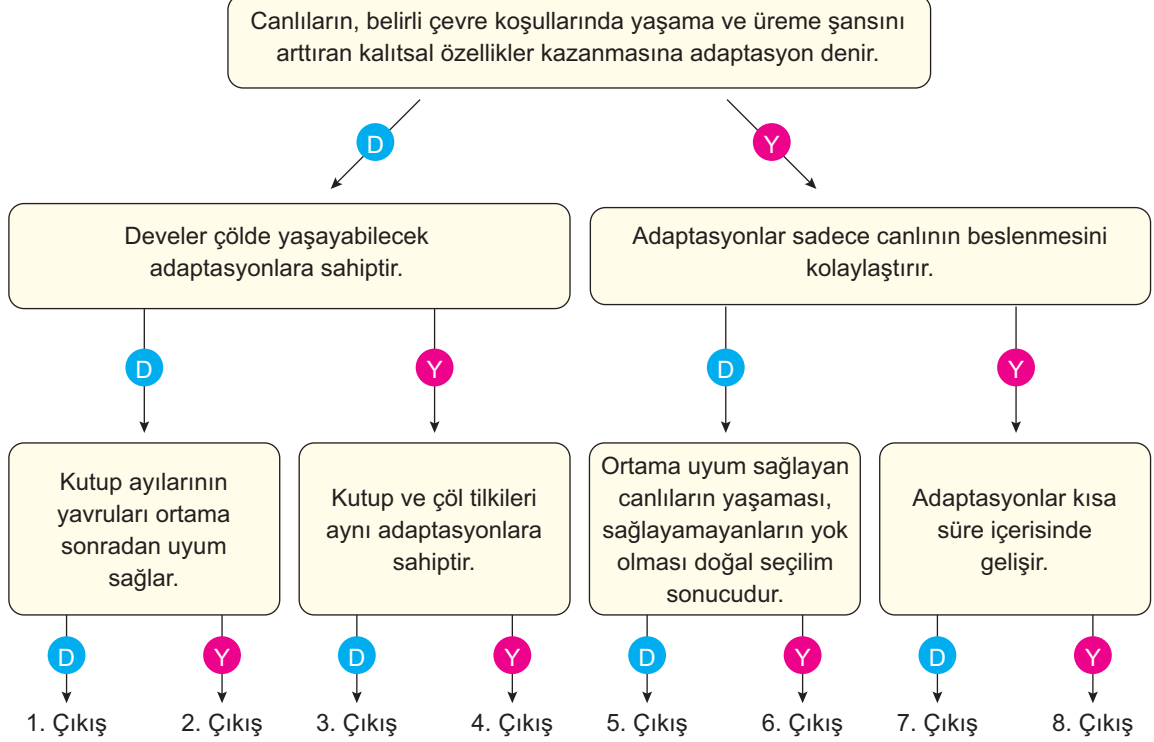 Canlıların, belirli çevre koşullarında yaşama ve üreme şansını
arttıran kalıtsal özellikler kazanmasına adaptasyon denir.
D
Y
Develer çölde yaşayabilecek
adaptasyonlara sahiptir.
Adaptasyonlar sadece canlının beslenmesini
kolaylaştırır.
D
Y
D
Y
Kutup ayılarının
yavruları ortama
sonradan uyum
sağlar.
Kutup ve çöl tilkileri
aynı adaptasyonlara
sahiptir.
Ortama uyum sağlayan
canlıların yaşaması,
sağlayamayanların yok
olması doğal seçilim
sonucudur.
Adaptasyonlar kısa
süre içerisinde
gelişir.
D
Y
D
Y
D
Y
D
Y
1. Çıkış
2. Çıkış
3. Çıkış
4. Çıkış
5. Çıkış
6. Çıkış
7. Çıkış
8. Çıkış